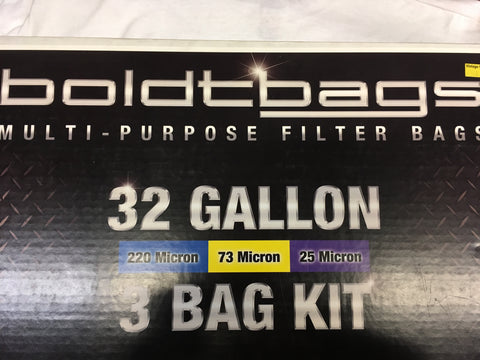 boldtbags
MULTI-PURPOSE FILTER BAGS
32 GALLON
220 Micron 73 Micron 25 Micron
3 BAG KIT